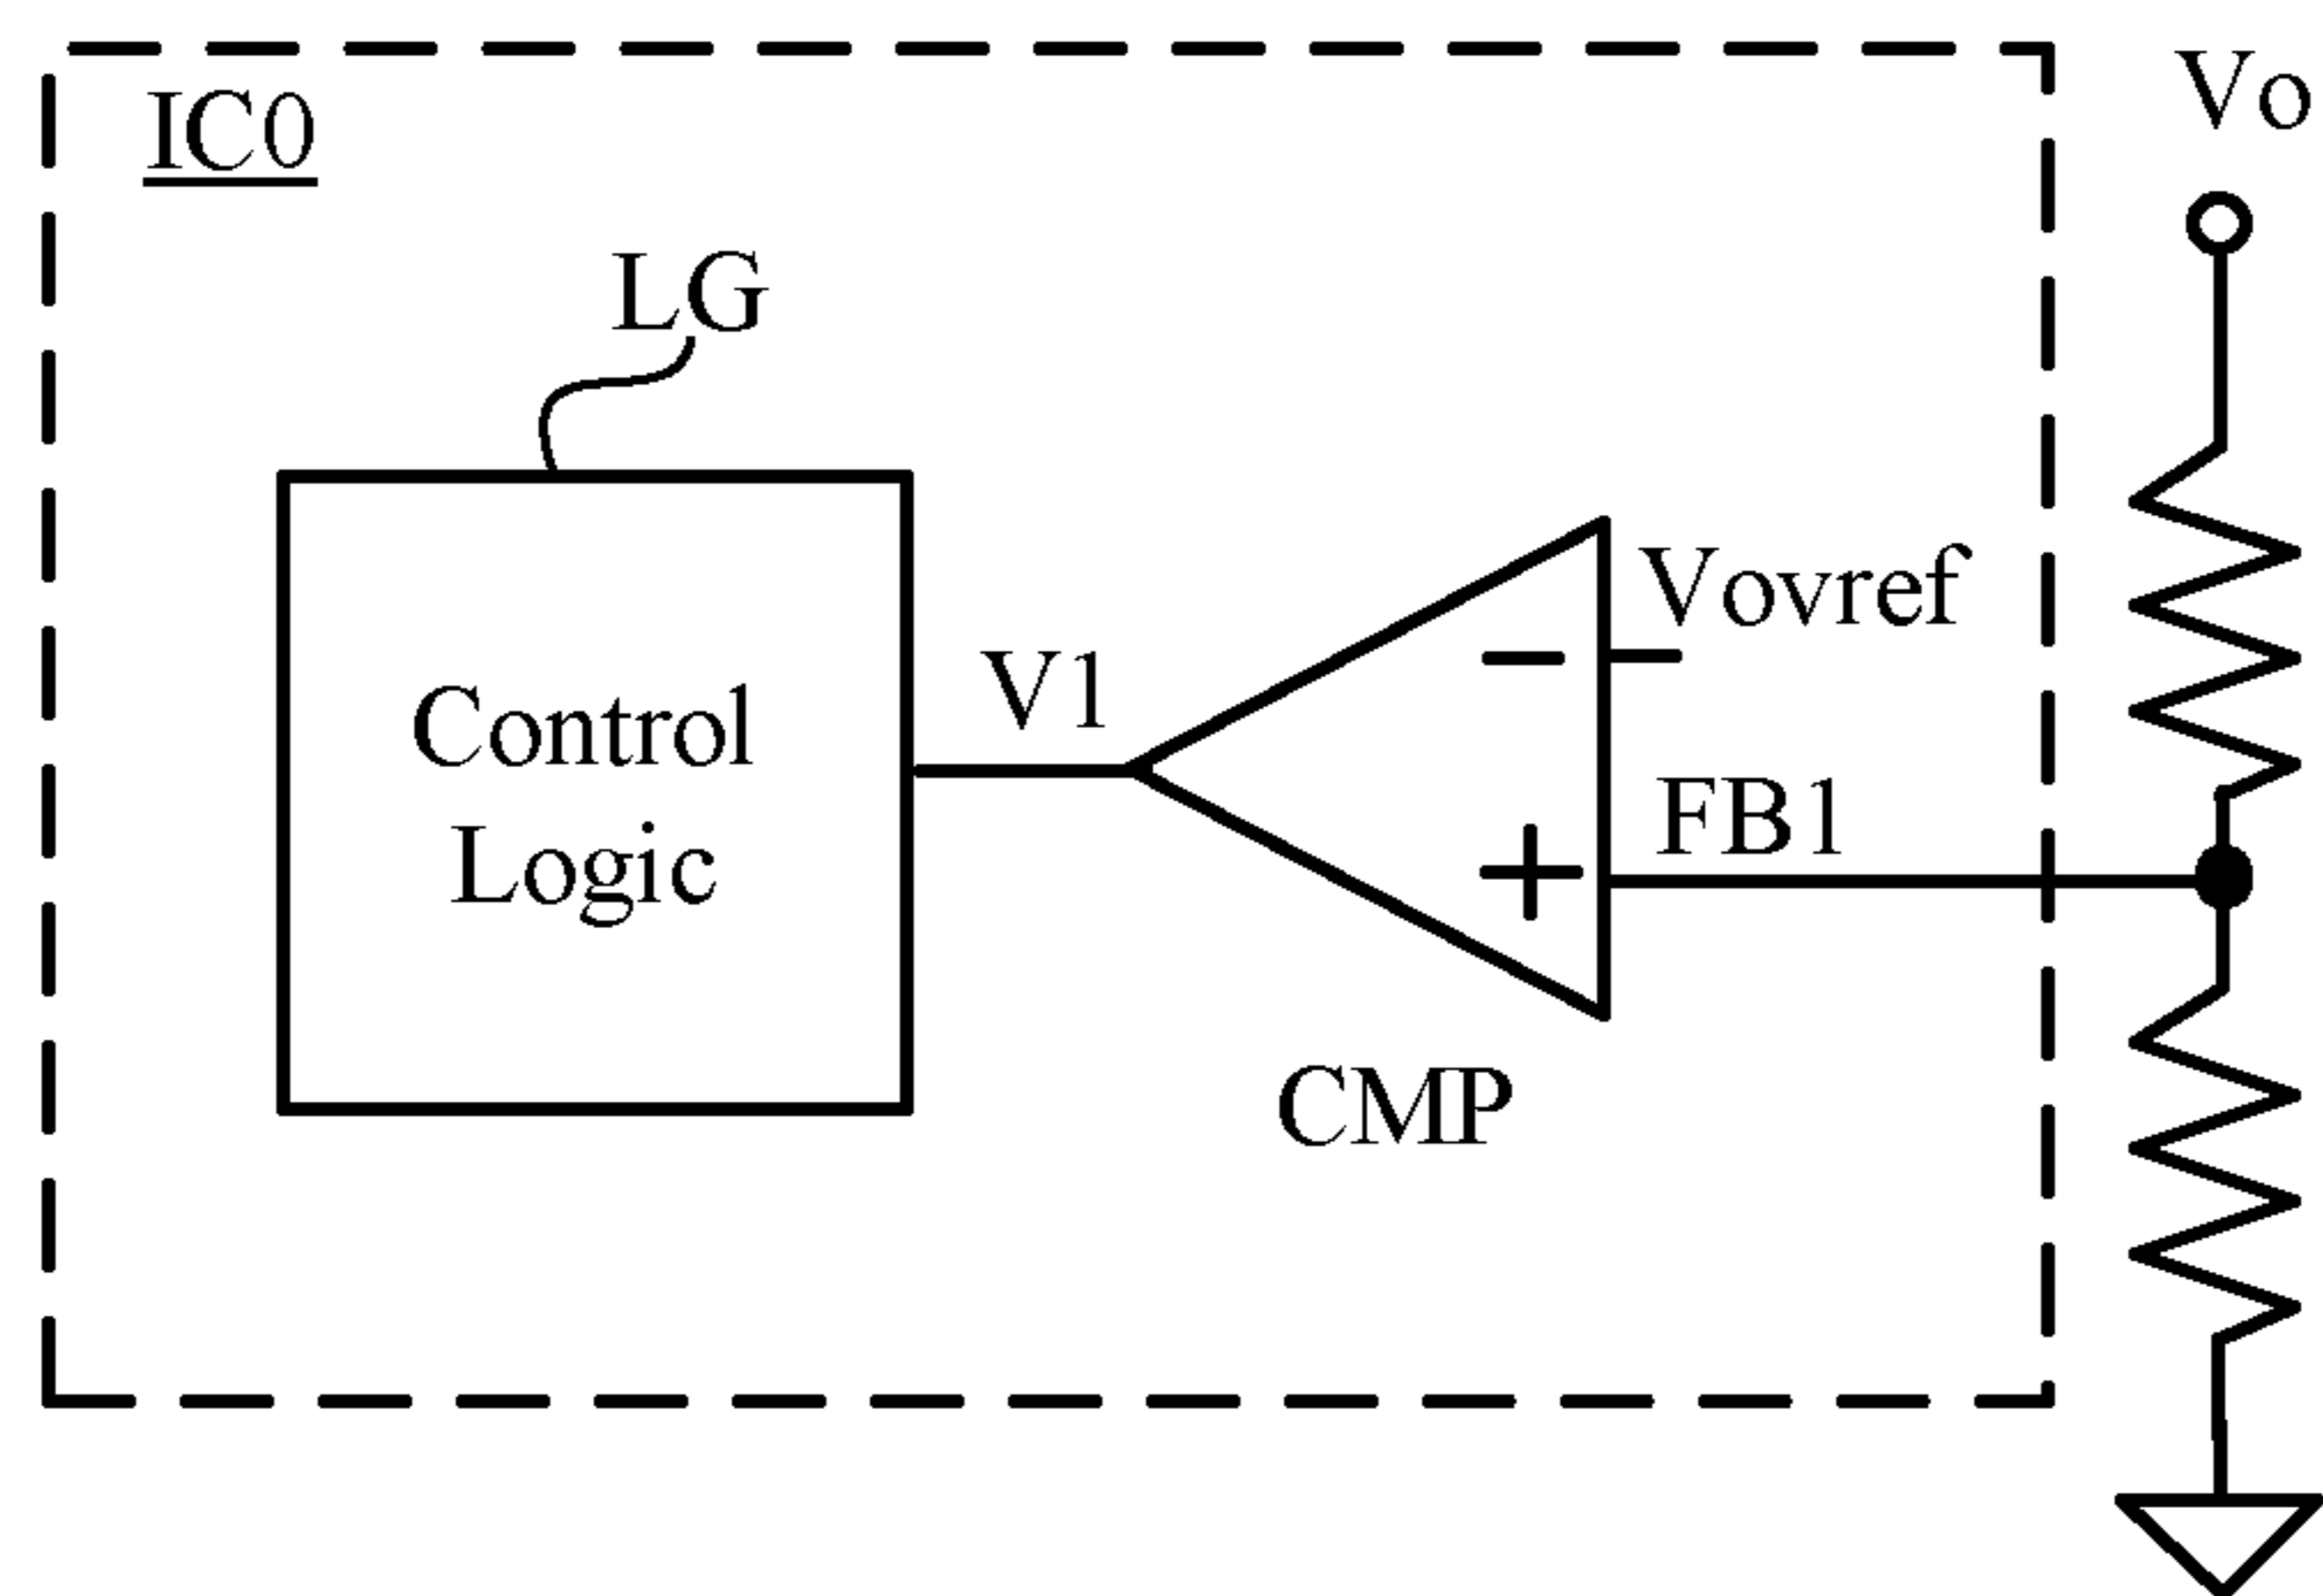 IC0
Vo
LG
Vovref
V1
Control
Logic
FB1
CMP